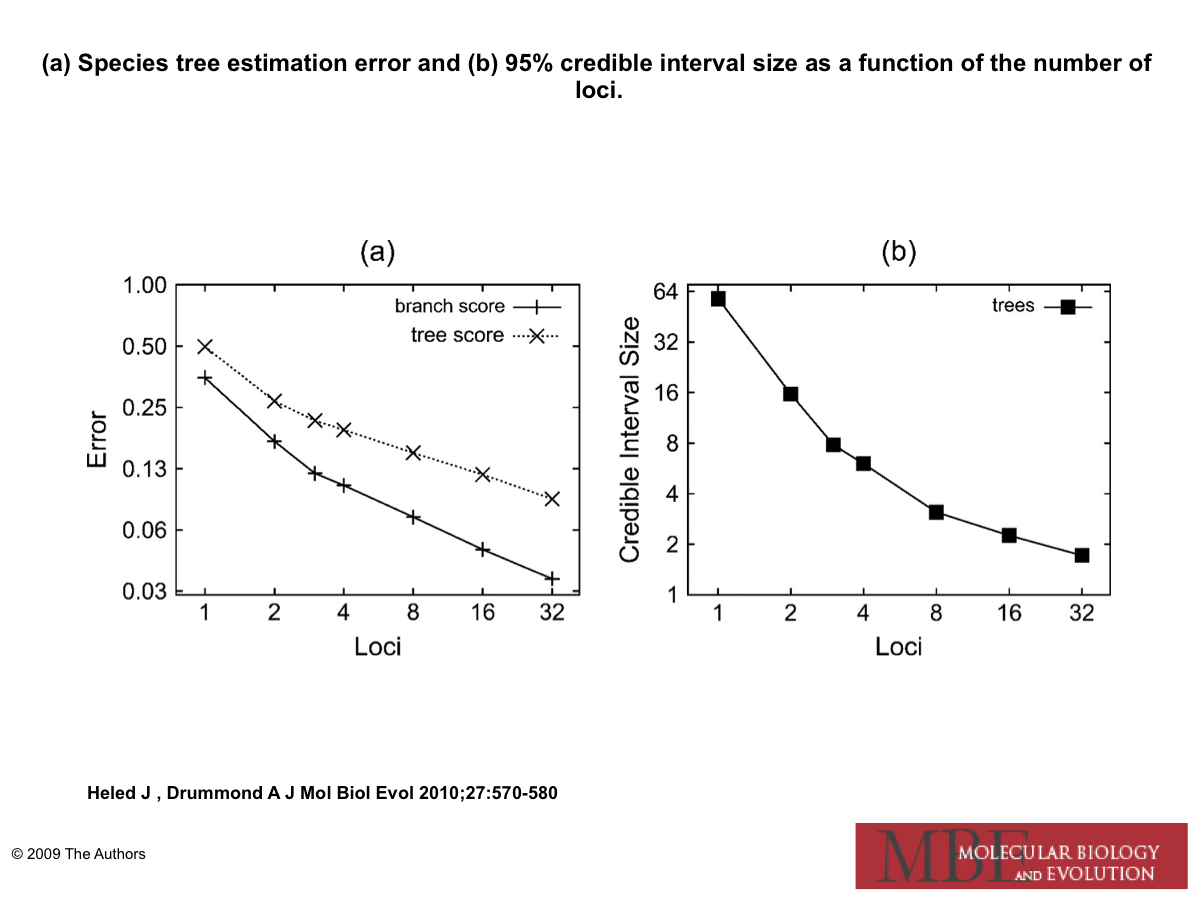 (a) Species tree estimation error and (b) 95% credible interval size as a function of the number of
loci.
(a)
1.00
0.50
0.25
0.13
0.06
0.03
Error
branch score
tree score
1 2 4 8 16 32
Loci
(b)
64
32
16
8
4
2
1
Credible Interval Size
trees
1 2 4 8 16 32
Loci
Heled J , Drummond A J Mol Biol Evol 2010;27:570-580
© 2009 The Authors
MBE
MOLECULAR BIOLOGY
AND EVOLUTION